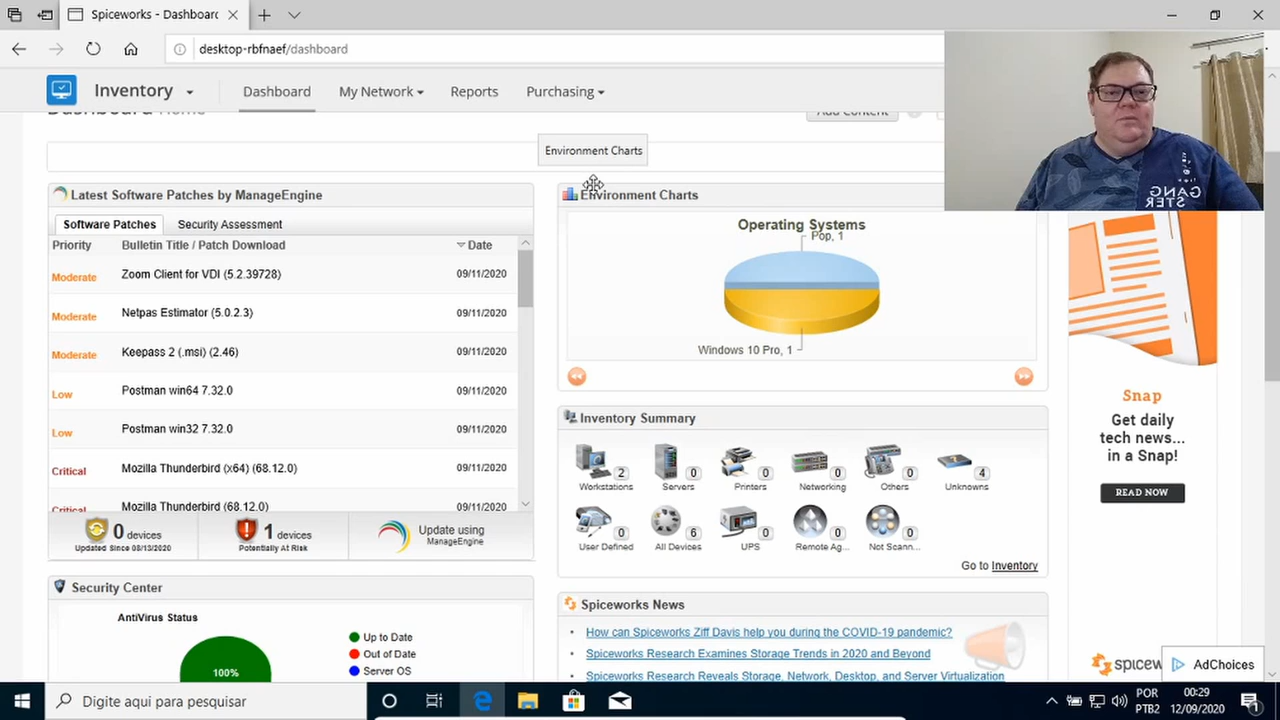 Spiceworks - Dashboard
desktop-rbfnaef/dashboard
Inventory
Dashboard
My Network
Reports
Purchasing
Dashboard Home
Add Content
Environment Charts
Latest Software Patches by ManageEngine
Software Patches
Security Assessment
Priority
Bulletin Title / Patch Download
Date
Moderate
Zoom Client for VDI (5.2.39728)
09/11/2020
Moderate
Netpas Estimator (5.0.2.3)
09/11/2020
Moderate
Keepass 2 (.msi) (2.46)
09/11/2020
Low
Postman win64 7.32.0
09/11/2020
Low
Postman win32 7.32.0
09/11/2020
Critical
Mozilla Thunderbird (x64) (68.12.0)
09/11/2020
Critical
Mozilla Thunderbird (68.12.0)
09/11/2020
0 devices
Updated Since 08/13/2020
1 devices
Potentially At Risk
Update using
ManageEngine
Security Center
AntiVirus Status
100%
Up to Date
Out of Date
Server OS
Environment Charts
Operating Systems
Pop, 1
Windows 10 Pro, 1
Inventory Summary
2
Workstations
0
Servers
0
Printers
0
Networking
0
Others
4
Unknowns
0
User Defined
6
All Devices
0
UPS
0
Remote Ag...
0
Not Scann...
Go to Inventory
Spiceworks News
How can Spiceworks Ziff Davis help you during the COVID-19 pandemic?
Spiceworks Research Examines Storage Trends in 2020 and Beyond
Spiceworks Research Reveals Storage, Network, Desktop, and Server Virtualization
GANG
STER
Snap
Get daily
tech news...
in a Snap!
READ NOW
AdChoices
Digite aqui para pesquisar
POR
PTB2
00:29
12/09/2020
1